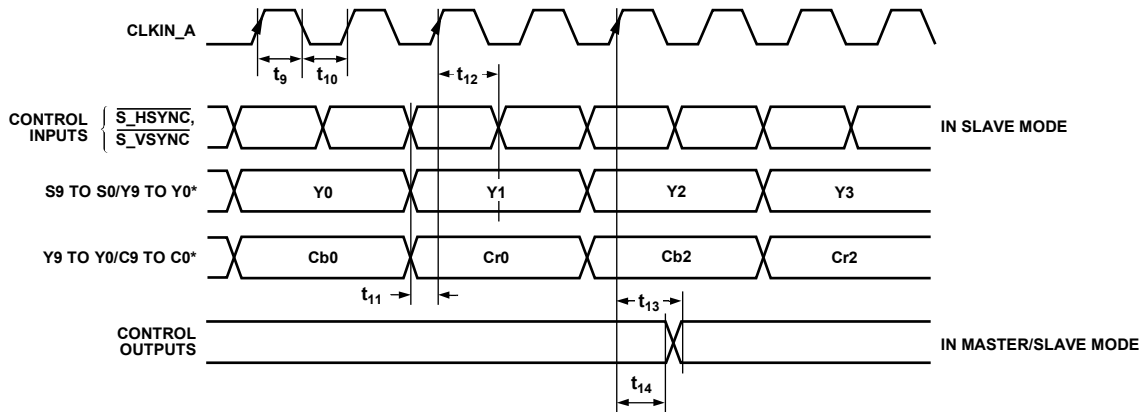 CLKIN_A
t9
t10
t12
CONTROL
INPUTS
S_HSYNC,
S_VSYNC
IN SLAVE MODE
S9 TO S0/Y9 TO Y0*
Y0
Y1
Y2
Y3
Y9 TO Y0/C9 TO C0*
Cb0
Cr0
Cb2
Cr2
t11
t13
CONTROL
OUTPUTS
IN MASTER/SLAVE MODE
t14